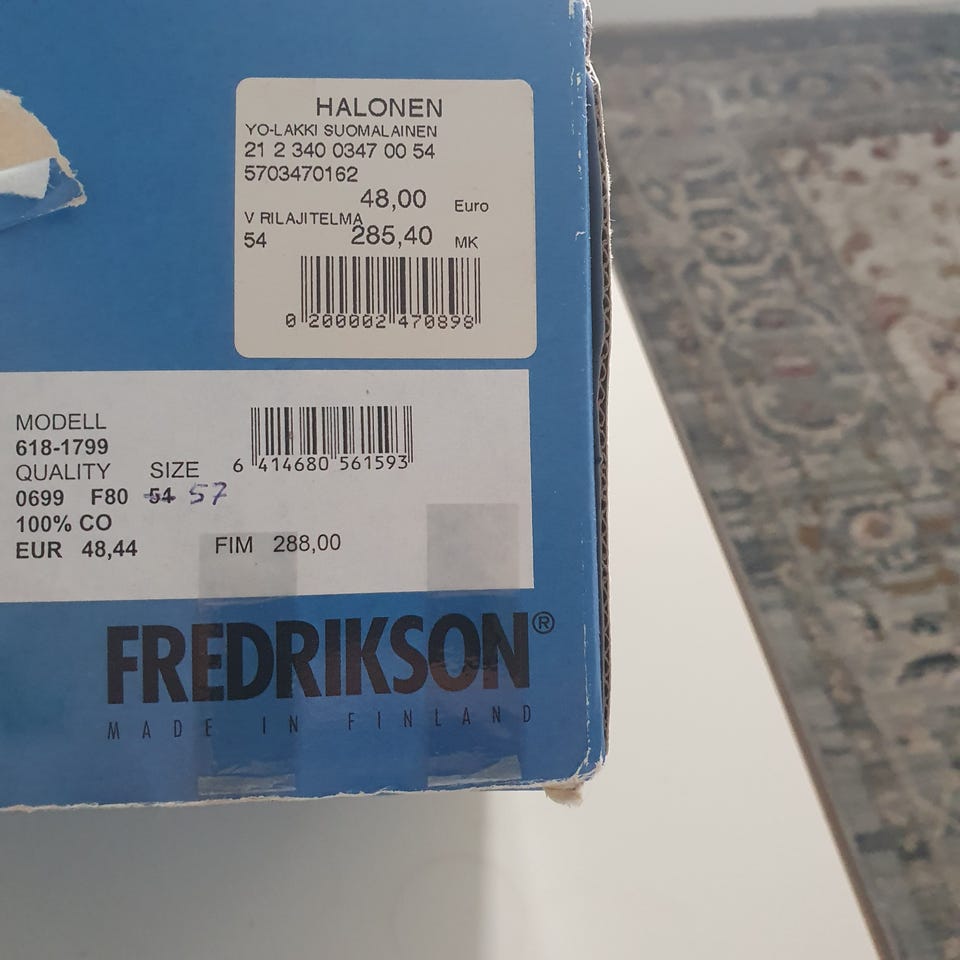 HALONEN
YO-LAKKI SUOMALAINEN
21 2 340 0347 00 54
5703470162
48,00 Euro
V RILAJITELMA
54 285,40 MK
0 200002 470898
MODELL
618-1799
QUALITY SIZE
6 414680 561593
0699 F80 54 57
100% CO
EUR 48,44 FIM 288,00
FREDRIKSON®
MADE IN FINLAND